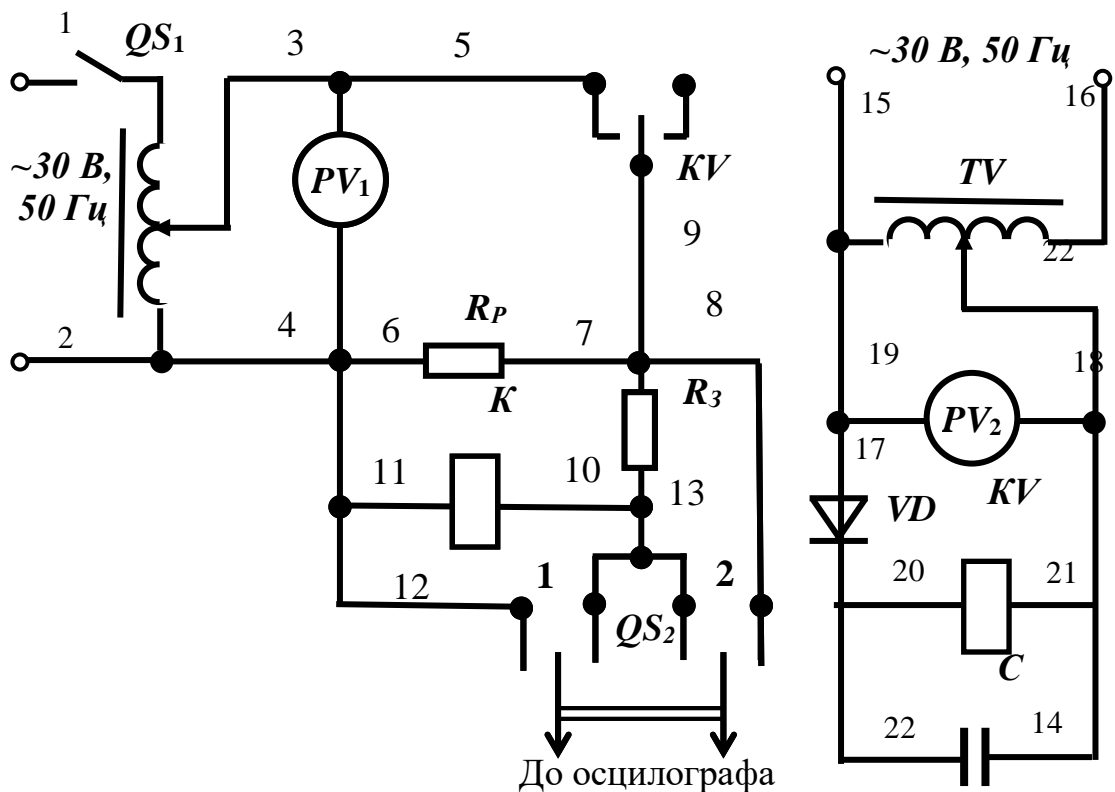 1 QS₁ 3 5
~30 В, 50 Гц
15 16
~30 В,
50 Гц
PV₁
KV
TV
9
22
2 4 6 R_P 7 8
19 18
К R_З
PV₂
17
11 10 13
KV
VD
12 1 2
QS₂
20 21
C
22 14
До осцилографа